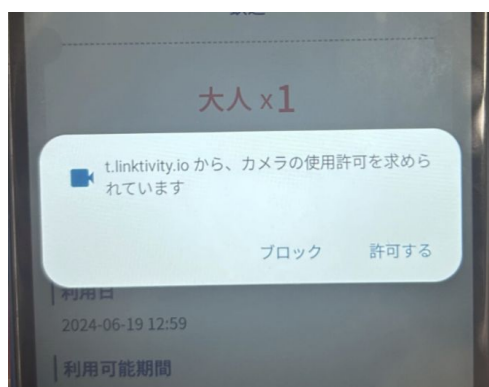 大人 x1
t.linktivity.io から、カメラの使用許可を求めら
れています
ブロック 許可する
利用日
2024-06-19 12:59
利用可能期間